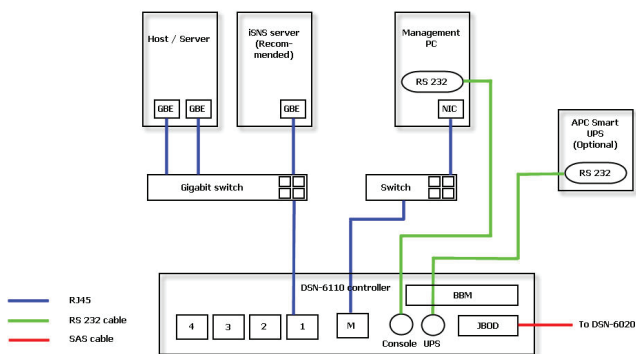 Host / Server
GBE
GBE
iSNS server
(Recom-
mended)
GBE
Management
PC
RS 232
NIC
APC Smart
UPS
(Optional)
RS 232
Gigabit switch
Switch
DSN-6110 controller
BBM
4
3
2
1
M
Console
UPS
JBOD
To DSN-6020
RJ45
RS 232 cable
SAS cable